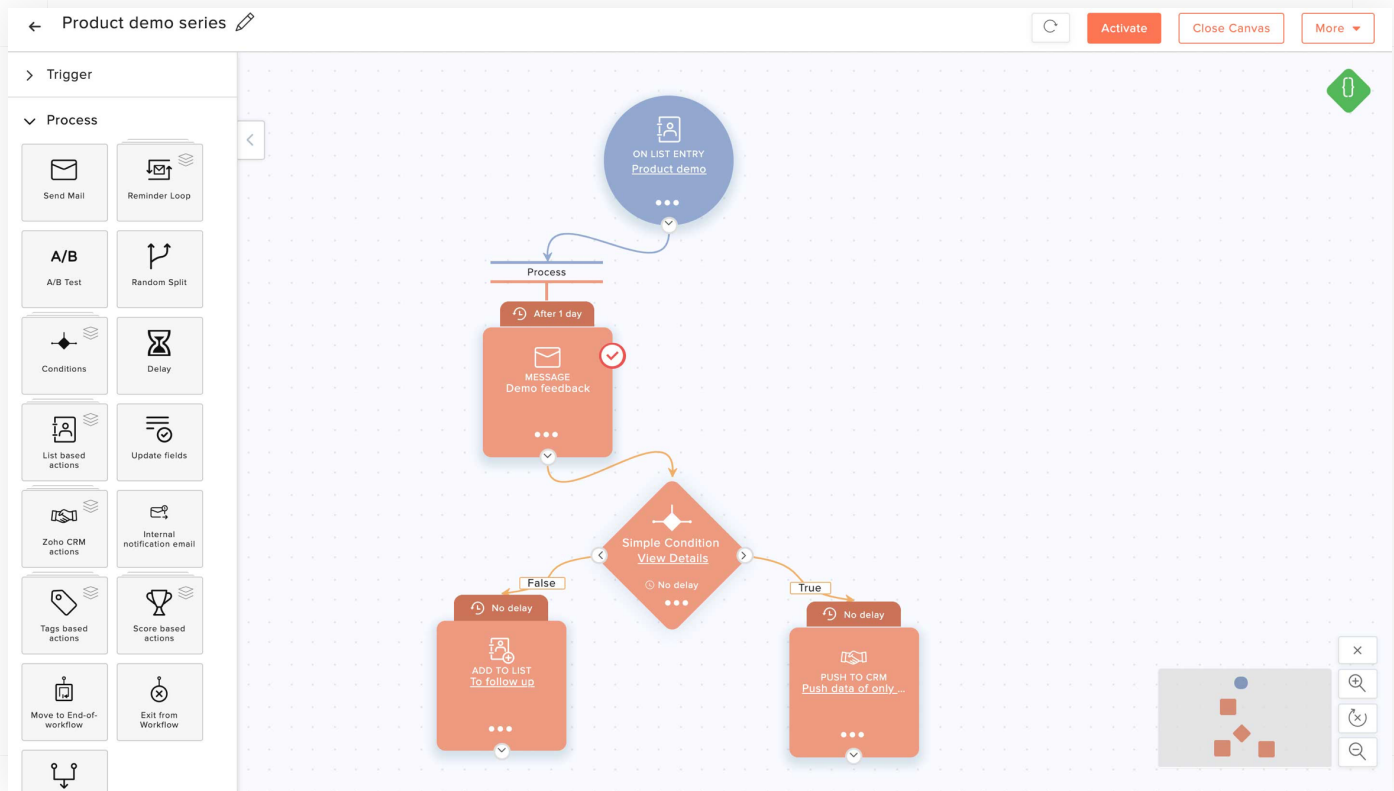 Product demo series
Activate
Close Canvas
More
Trigger
Process
Send Mail
Reminder Loop
A/B
A/B Test
Random Split
Conditions
Delay
List based
actions
Update fields
Zoho CRM
actions
Internal
notification email
Tags based
actions
Score based
actions
Move to End-of-
workflow
Exit from
Workflow
{}
ON LIST ENTRY
Product demo
Process
After 1 day
MESSAGE
Demo feedback
Simple Condition
View Details
No delay
False
True
No delay
ADD TO LIST
To follow up
No delay
PUSH TO CRM
Push data of only ...